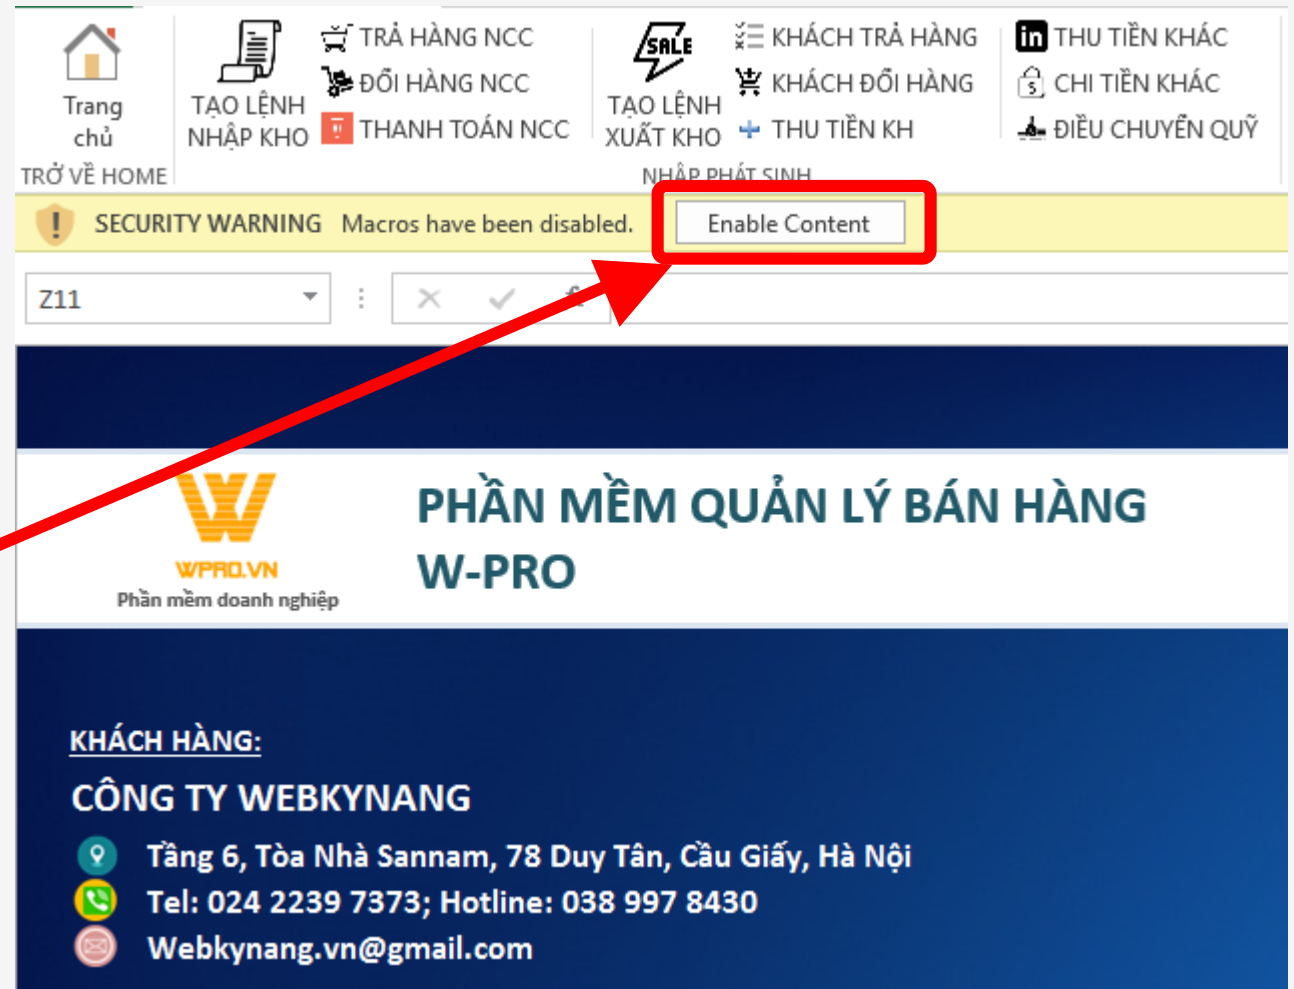 Trang
chủ
TRỞ VỀ HOME
TẠO LỆNH
NHẬP KHO
TRẢ HÀNG NCC
ĐỔI HÀNG NCC
THANH TOÁN NCC
SALE
TẠO LỆNH
XUẤT KHO
KHÁCH TRẢ HÀNG
KHÁCH ĐỔI HÀNG
THU TIỀN KH
NHẬP PHÁT SINH
in THU TIỀN KHÁC
CHI TIỀN KHÁC
ĐIỀU CHUYỂN QUỸ
SECURITY WARNING Macros have been disabled. Enable Content
Z11
WPRO.VN
Phần mềm doanh nghiệp
PHẦN MỀM QUẢN LÝ BÁN HÀNG
W-PRO
KHÁCH HÀNG:
CÔNG TY WEBKYNANG
Tầng 6, Tòa Nhà Sannam, 78 Duy Tân, Cầu Giấy, Hà Nội
Tel: 024 2239 7373; Hotline: 038 997 8430
Webkynang.vn@gmail.com